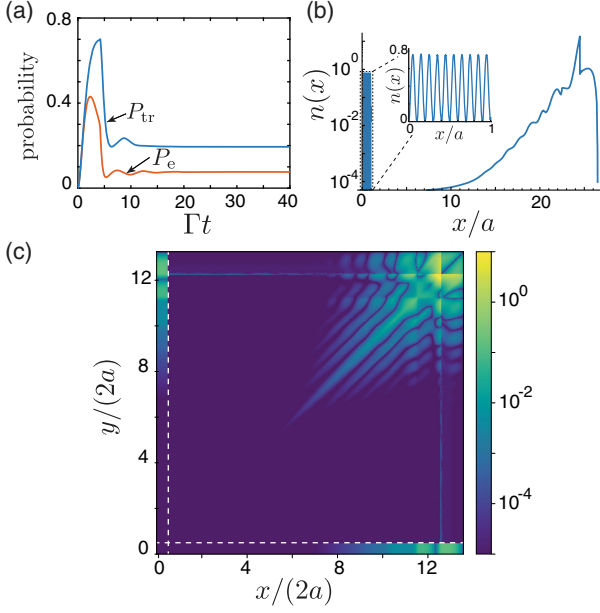 (a)
0.8
0.4
0
probability
P_tr
P_e
0 10 20 30 40
Γt
(b)
10^0
10^-2
10^-4
n(x)
0.8
0
n(x)
0 1
x/a
0 10 20
x/a
(c)
12
8
4
0
y/(2a)
0 4 8 12
x/(2a)
10^0
10^-2
10^-4